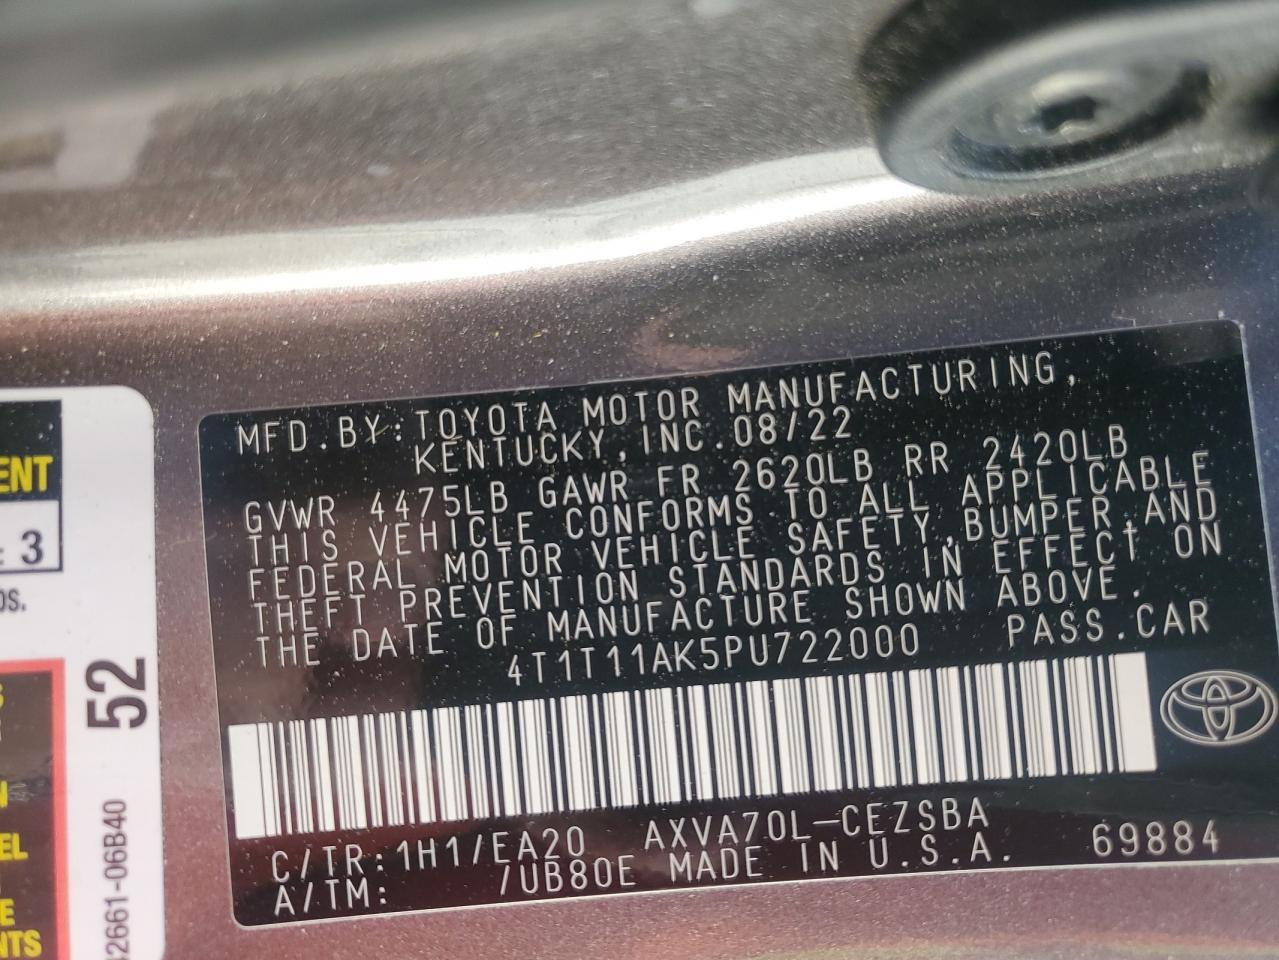 MFD.BY:TOYOTA MOTOR MANUFACTURING,
KENTUCKY,INC.08/22
GVWR 4475LB GAWR FR 2620LB RR 2420LB
THIS VEHICLE CONFORMS TO ALL APPLICABLE
FEDERAL MOTOR VEHICLE SAFETY,BUMPER,AND
THEFT PREVENTION STANDARDS IN EFFECT ON
THE DATE OF MANUFACTURE SHOWN ABOVE.
4T1T11AK5PU722000 PASS.CAR
C/TR:1H1/EA20 AXVA70L-CEZSBA 69884
A/TM: /UB80E MADE IN U.S.A.
ENT
: 3
OS.
52
42661-06B40
N
EL
E
NTS